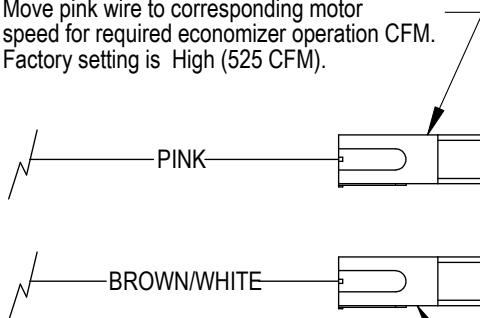 Move pink wire to corresponding motor
speed for required economizer operation CFM.
Factory setting is High (525 CFM).
PINK
BROWN/WHITE